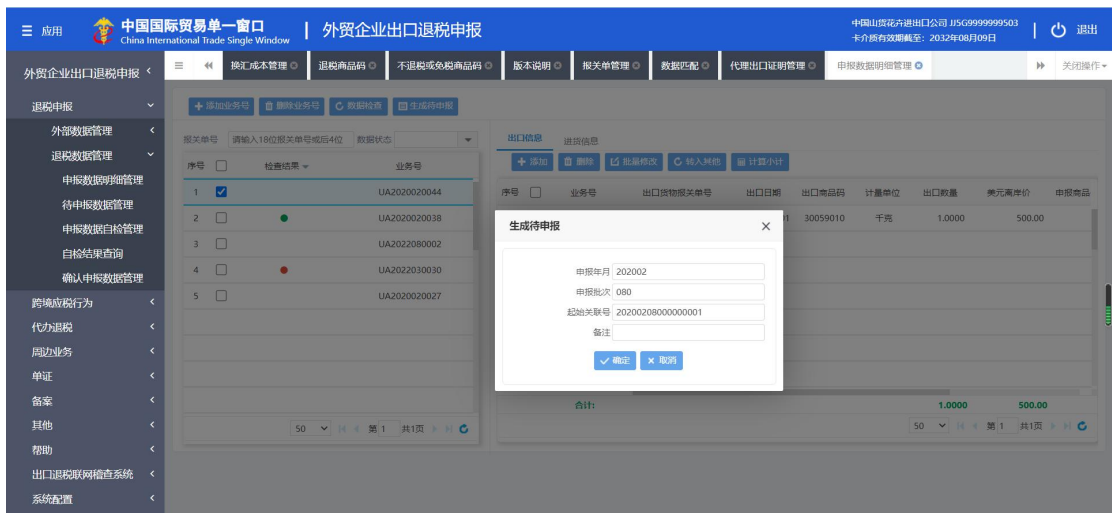 应用
中国国际贸易单一窗口
China International Trade Single Window
外贸企业出口退税申报
中国山货花卉进出口公司 JJ5G9999999503
卡介质有效期截至：2032年08月09日
退出
外贸企业出口退税申报
换汇成本管理
退税商品码
不退税或免税商品码
版本说明
报关单管理
数据匹配
代理出口证明管理
申报数据明细管理
关闭操作
退税申报
外部数据管理
退税数据管理
申报数据明细管理
待申报数据管理
申报数据自检管理
自检结果查询
确认申报数据管理
跨境应税行为
代办退税
周边业务
单证
备案
其他
帮助
出口退税联网稽查系统
系统配置
添加业务号 删除业务号 数据检查 生成待申报
报关单号 请输入18位报关单号或后4位 数据状态
序号 检查结果 业务号
1 UA2020020044
2 UA2020020038
3 UA2022080002
4 UA2022030030
5 UA2020020027
50 第 1 共1页
出口信息 进货信息
添加 删除 批量修改 转入其他 计算小计
序号 业务号 出口货物报关单号 出口日期 出口商品码 计量单位 出口数量 美元离岸价 申报商品
30059010 千克 1.0000 500.00
合计: 1.0000 500.00
50 第 1 共1页
生成待申报
申报年月 202002
申报批次 080
起始关联号 20200208000000001
备注
确定 取消